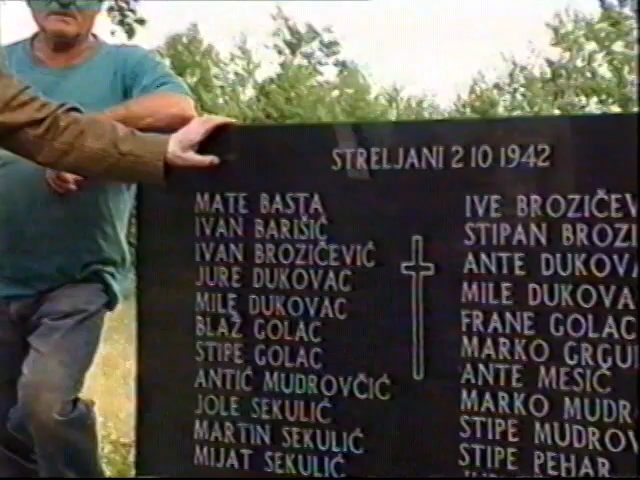 STRELJANI 2 10 1942
MATE BASTA
IVAN BARIŠIĆ
IVAN BROZIČEVIĆ
JURE DUKOVAC
MILE DUKOVAC
BLAŽ GOLAC
STIPE GOLAC
ANTIĆ MUDROVČIĆ
JOLE SEKULIĆ
MARTIN SEKULIĆ
MIJAT SEKULIĆ
IVE BROZIČEV
STIPAN BROZI
ANTE DUKOVA
MILE DUKOVA
FRANE GOLAC
MARKO GRGU
ANTE MESIĆ
MARKO MUDR
STIPE MUDROV
STIPE PEHAR